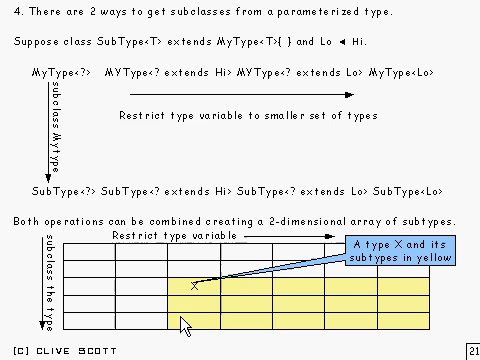 4. There are 2 ways to get subclasses from a parameterized type.
Suppose class SubType<T> extends MyType<T>{ } and Lo ◄ Hi.
MyType<?> MYType<? extends Hi> MYType<? extends Lo> MyType<Lo>
subclass Mytype
Restrict type variable to smaller set of types
SubType<?> SubType<? extends Hi> SubType<? extends Lo> SubType<Lo>
Both operations can be combined creating a 2-dimensional array of subtypes.
Restrict type variable
subclass the type
A type X and its
subtypes in yellow
X
[C] CLIVE SCOTT
21